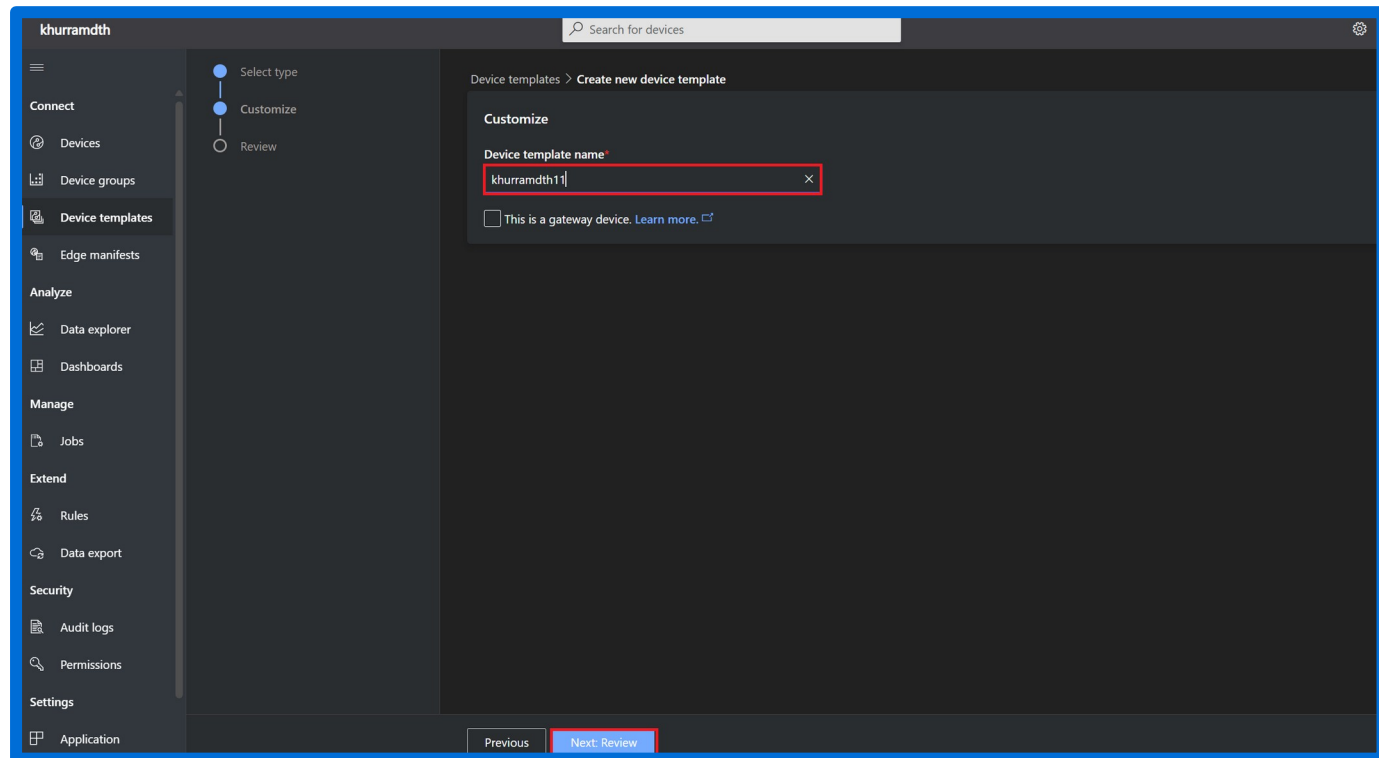 khurramdth
Search for devices
Connect
Devices
Device groups
Device templates
Edge manifests
Analyze
Data explorer
Dashboards
Manage
Jobs
Extend
Rules
Data export
Security
Audit logs
Permissions
Settings
Application
Select type
Customize
Review
Device templates > Create new device template
Customize
Device template name*
khurramdth11
This is a gateway device. Learn more.
Previous
Next: Review